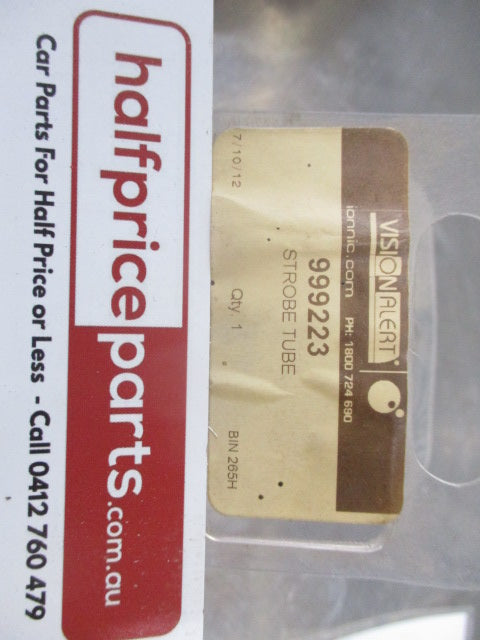 halfpriceparts.com.au
Car Parts For Half Price or Less - Call 0412 760 479
VISIONALERT
iannic.com PH: 1800 724 690
999223
STROBE TUBE
7/10/12 Qty. 1 BIN 265H